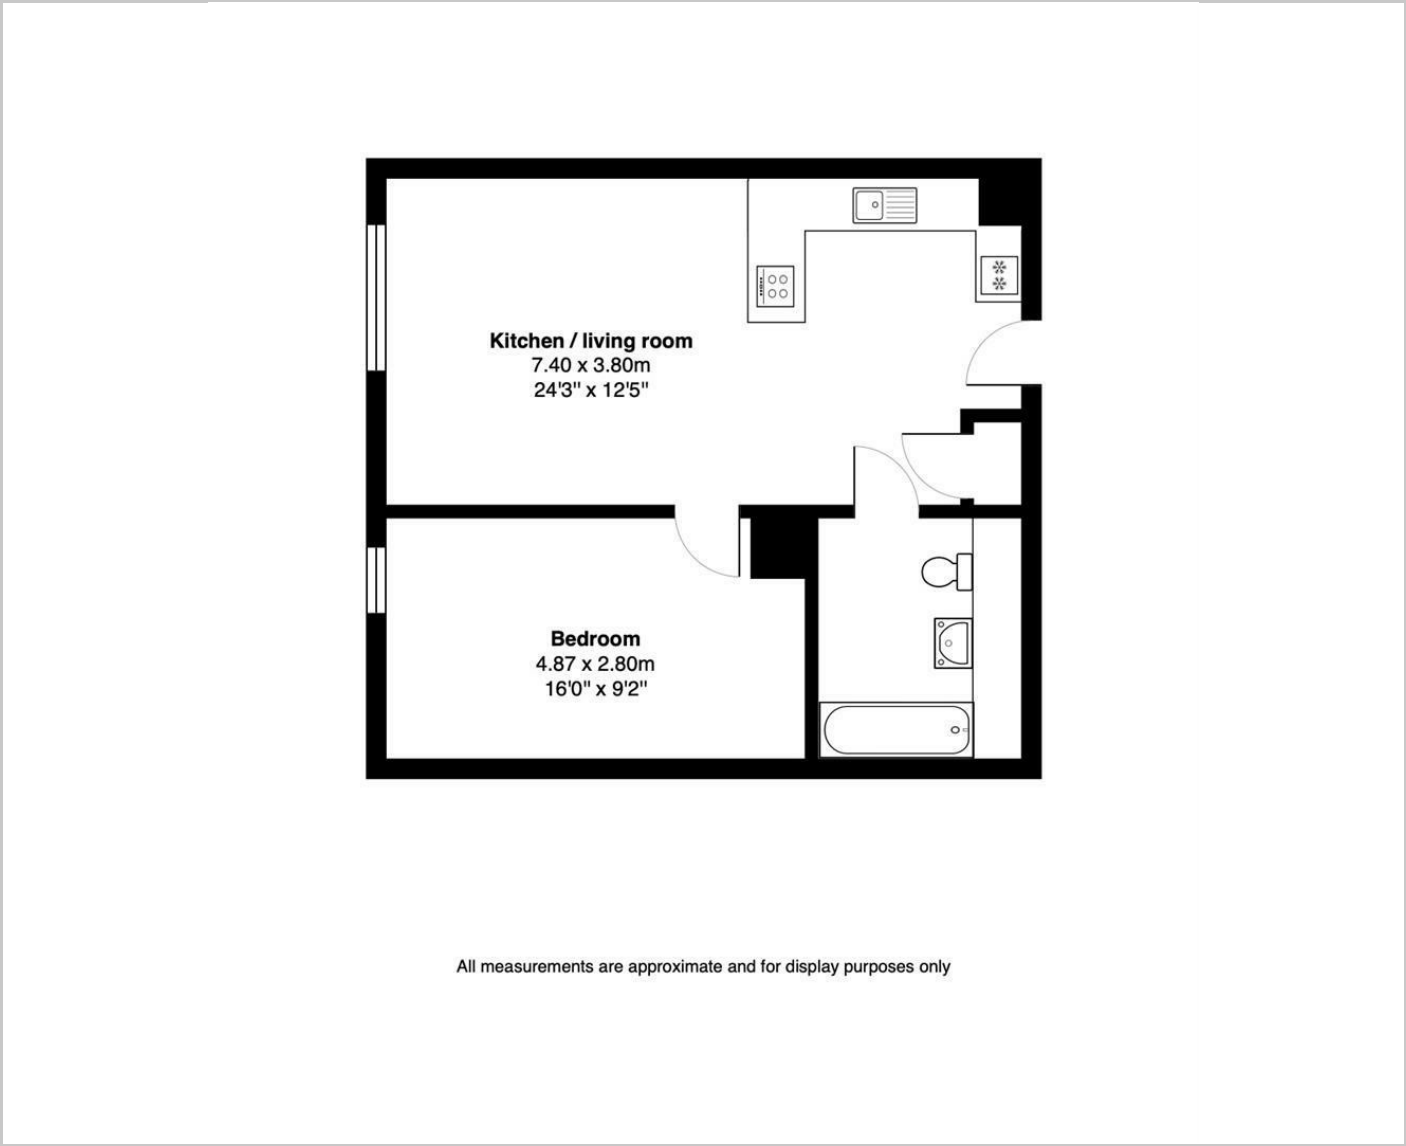 Kitchen / living room
7.40 x 3.80m
24'3" x 12'5"
Bedroom
4.87 x 2.80m
16'0" x 9'2"
All measurements are approximate and for display purposes only